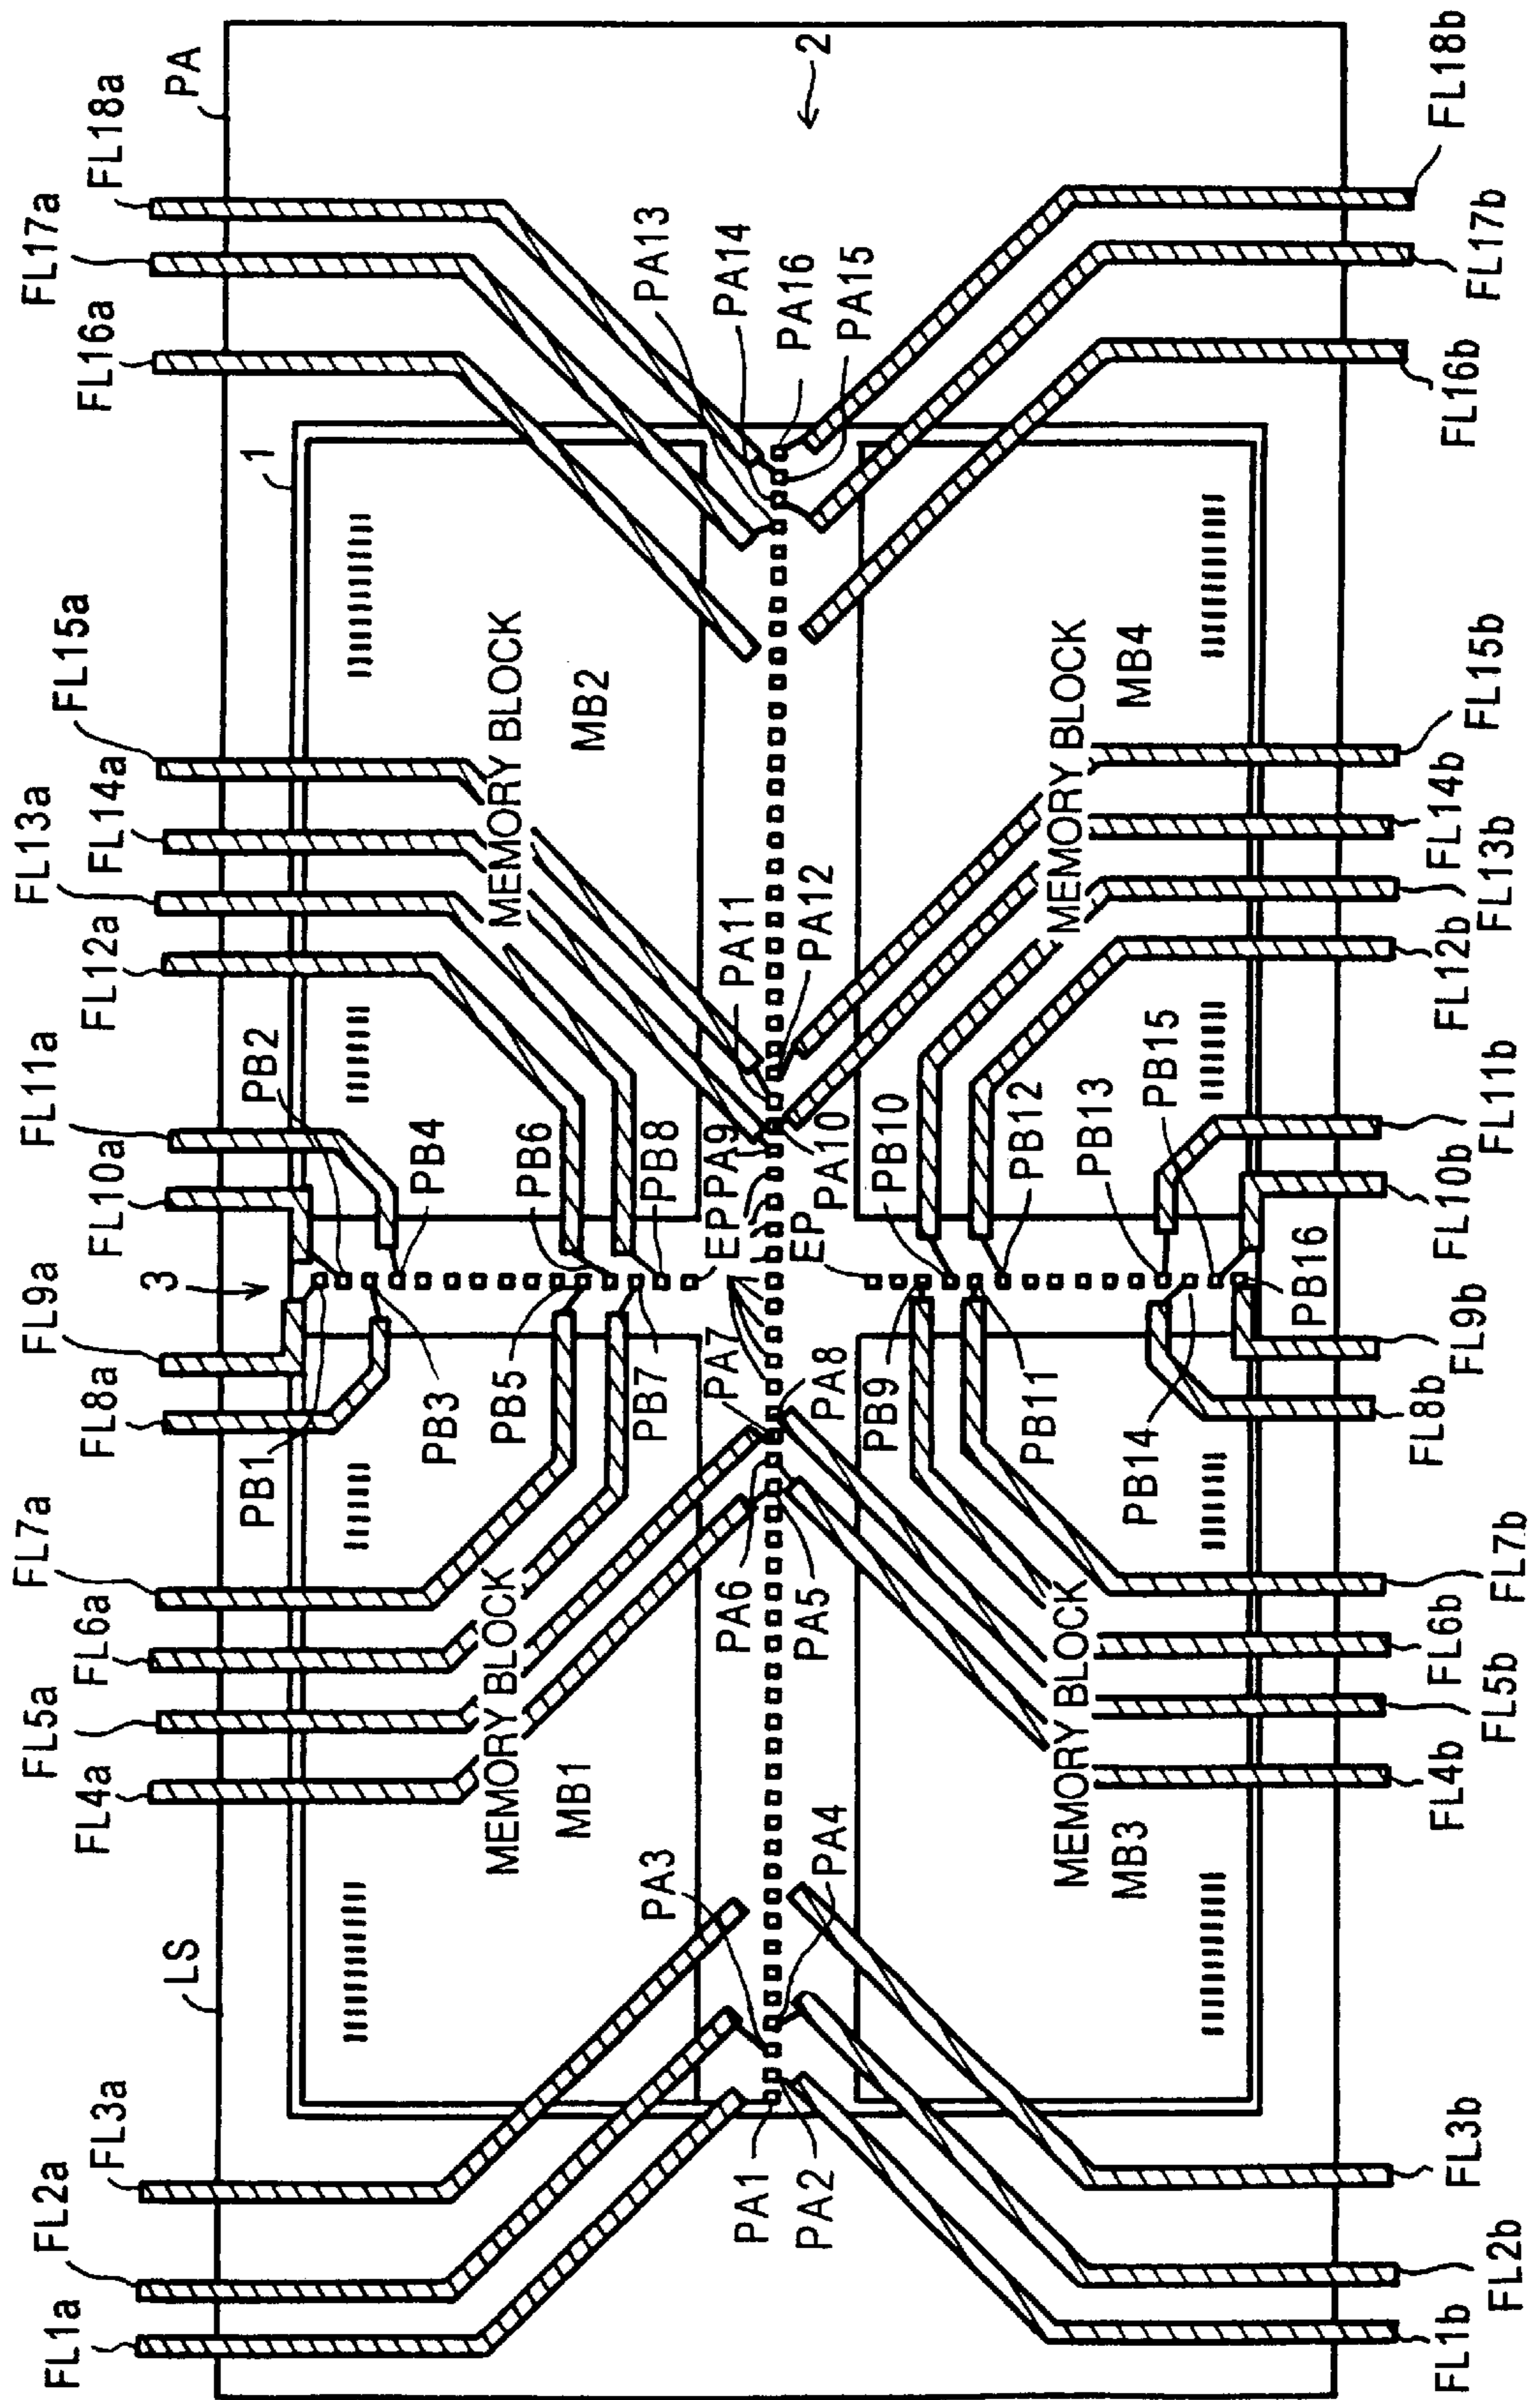 FL1a
FL2a
FL3a
LS
FL4a
FL5a
FL6a
FL7a
FL8a
FL9a
3
FL10a
FL11a
FL12a
FL13a
FL14a
FL15a
FL16a
FL17a
FL18a
PA
1
PB1
PB2
PB3
PB4
PB5
PB6
PB7
PB8
MEMORY BLOCK
MB1
MEMORY BLOCK
MB2
PA1
PA2
PA3
PA4
PA6
PA5
PA7
PA8
EP
PA9
EP
PA10
PA11
PA12
PA13
PA14
PA16
PA15
2
PB9
PB10
PB11
PB12
PB14
PB13
PB15
PB16
MEMORY BLOCK
MB3
MEMORY BLOCK
MB4
FL1b
FL2b
FL3b
FL4b
FL5b
FL6b
FL7b
FL8b
FL9b
FL10b
FL11b
FL12b
FL13b
FL14b
FL15b
FL16b
FL17b
FL18b